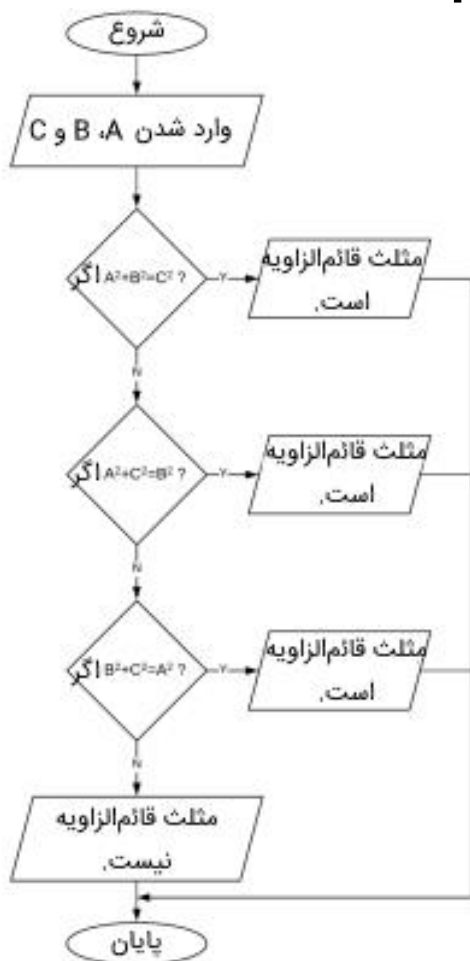 شروع
وارد شدن A، B و C
اگر A²+B²=C² ?
Y
مثلث قائم‌الزاویه
است.
N
اگر A²+C²=B² ?
Y
مثلث قائم‌الزاویه
است.
N
اگر B²+C²=A² ?
Y
مثلث قائم‌الزاویه
است.
N
مثلث قائم‌الزاویه
نیست.
پایان